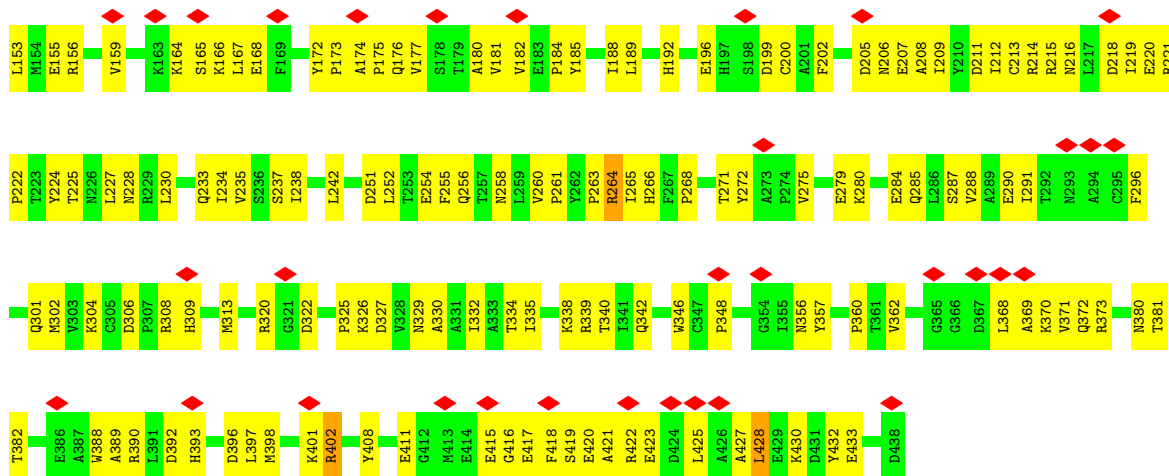 L153 M154 E155 R156 V159 K163 K164 S165 K166 L167 E168 F169 Y172 P173 A174 P175 Q176 V177 S178 T179 A180 V181 V182 E183 P184 Y185 I188 L189 H192 E196 H197 S198 D199 C200 A201 F202 D205 N206 E207 A208 I209 Y210 D211 I212 C213 R214 R215 N216 L217 D218 I219 E220 R221
P222 T223 Y224 T225 N226 L227 N228 R229 L230 Q233 I234 V235 S236 S237 I238 L242 D251 L252 T253 E254 F255 Q256 T257 N258 L259 V260 P261 Y262 P263 R264 I265 H266 F267 P268 T271 Y272 A273 P274 V275 E279 K280 E284 Q285 L286 S287 V288 A289 E290 I291 T292 N293 A294 C295 F296
Q301 M302 V303 K304 C305 D306 P307 R308 H309 M313 R320 G321 D322 P325 K326 D327 V328 N329 A330 A331 I332 A333 T334 I335 K338 R339 T340 I341 Q342 W346 C347 P348 G354 I355 N356 Y357 P360 T361 V362 G365 G366 D367 L368 A369 K370 V371 Q372 R373 N380 T381
T382 E386 A387 W388 A389 R390 L391 D392 H393 D396 L397 M398 K401 R402 Y408 E411 G412 M413 E414 E415 G416 E417 F418 S419 E420 A421 R422 E423 D424 L425 A426 A427 L428 E429 K430 D431 Y432 E433 D438